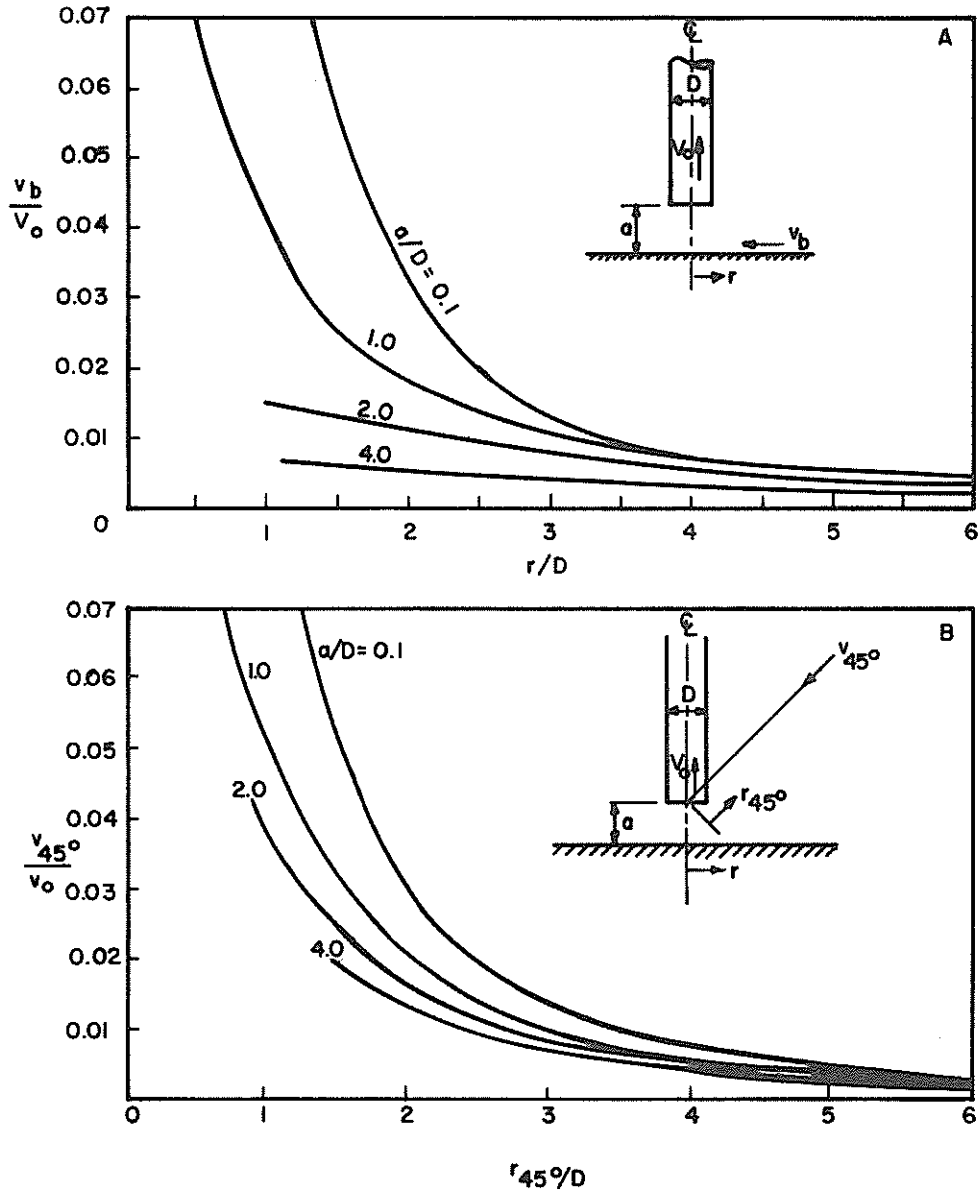 A
0.07
0.06
0.05
0.04
0.03
0.02
0.01
0
v_b
V_o
a/D = 0.1
1.0
2.0
4.0
℄
D
V_o
a
v_b
r
1
2
3
4
5
6
r/D
B
0.07
0.06
0.05
0.04
0.03
0.02
0.01
v_45°
v_o
a/D = 0.1
1.0
2.0
4.0
℄
D
V_o
v_45°
r_45°
a
r
0
1
2
3
4
5
6
r_45°/D